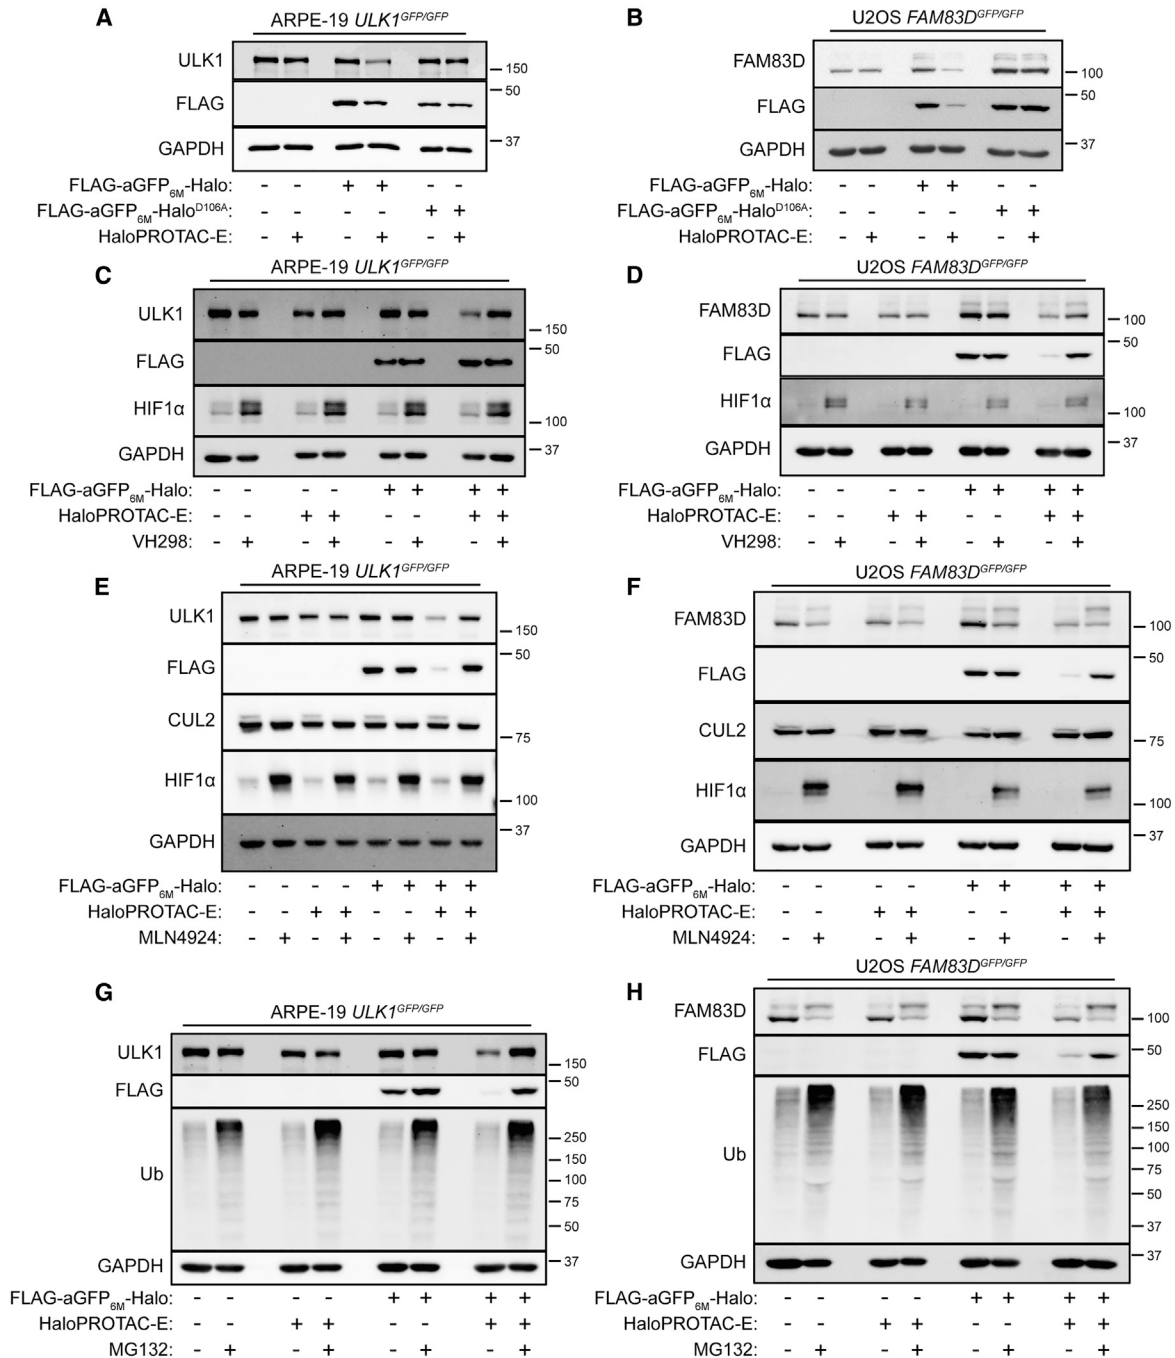 A
ARPE-19 ULK1GFP/GFP
ULK1
150
FLAG
50
GAPDH
37
FLAG-aGFP6M-Halo: - - + + - -
FLAG-aGFP6M-HaloD106A: - - - - + +
HaloPROTAC-E: - + - + - +
B
U2OS FAM83DGFP/GFP
FAM83D
100
FLAG
50
GAPDH
37
FLAG-aGFP6M-Halo: - - + + - -
FLAG-aGFP6M-HaloD106A: - - - - + +
HaloPROTAC-E: - + - + - +
C
ARPE-19 ULK1GFP/GFP
ULK1
150
FLAG
50
HIF1α
100
GAPDH
37
FLAG-aGFP6M-Halo: - - - - + + + +
HaloPROTAC-E: - - + + - - + +
VH298: - + - + - + - +
D
U2OS FAM83DGFP/GFP
FAM83D
100
FLAG
50
HIF1α
100
GAPDH
37
FLAG-aGFP6M-Halo: - - - - + + + +
HaloPROTAC-E: - - + + - - + +
VH298: - + - + - + - +
E
ARPE-19 ULK1GFP/GFP
ULK1
150
FLAG
50
CUL2
75
HIF1α
100
GAPDH
37
FLAG-aGFP6M-Halo: - - - - + + + +
HaloPROTAC-E: - - + + - - + +
MLN4924: - + - + - + - +
F
U2OS FAM83DGFP/GFP
FAM83D
100
FLAG
50
CUL2
75
HIF1α
100
GAPDH
37
FLAG-aGFP6M-Halo: - - - - + + + +
HaloPROTAC-E: - - + + - - + +
MLN4924: - + - + - + - +
G
ARPE-19 ULK1GFP/GFP
ULK1
150
FLAG
50
Ub
250
150
100
75
50
GAPDH
37
FLAG-aGFP6M-Halo: - - - - + + + +
HaloPROTAC-E: - - + + - - + +
MG132: - + - + - + - +
H
U2OS FAM83DGFP/GFP
FAM83D
100
FLAG
50
Ub
250
150
100
75
50
37
GAPDH
37
FLAG-aGFP6M-Halo: - - - - + + + +
HaloPROTAC-E: - - + + - - + +
MG132: - + - + - + - +